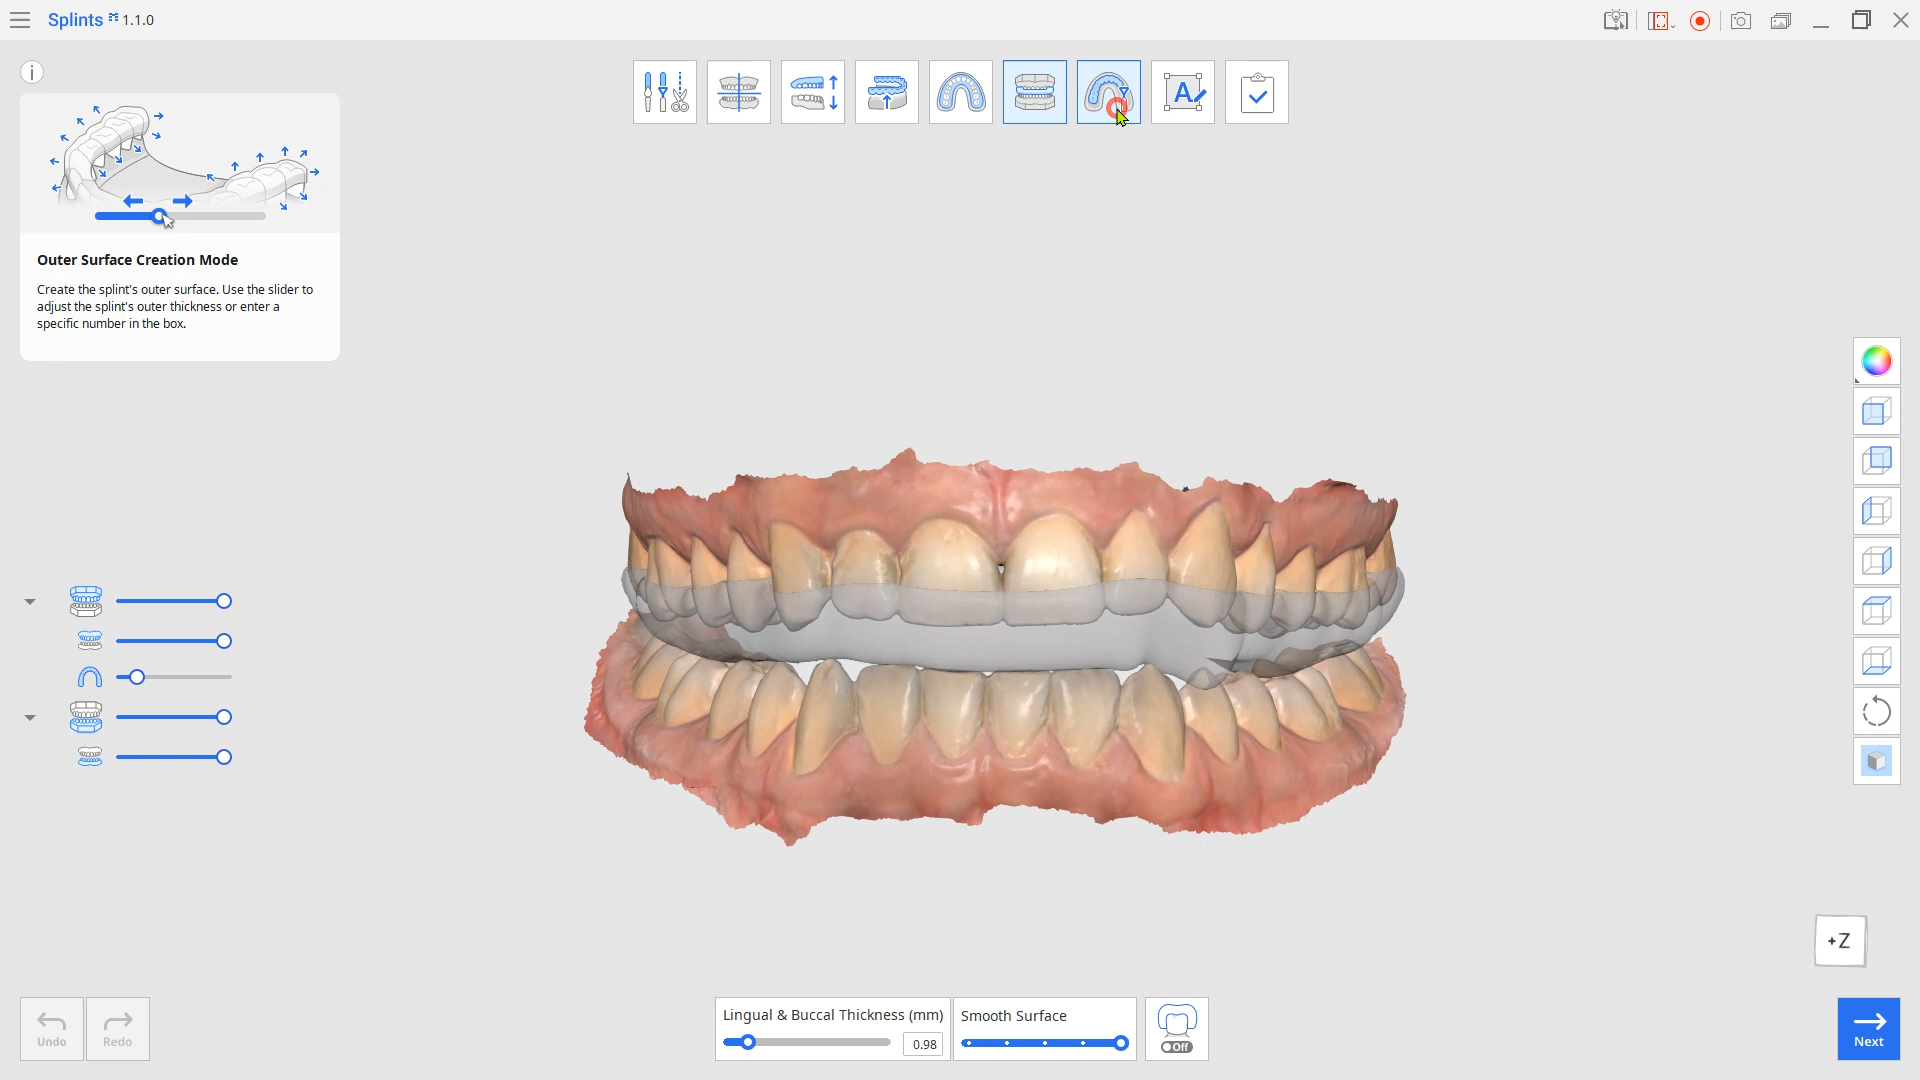 Splints 1.1.0
i
A
Outer Surface Creation Mode
Create the splint's outer surface. Use the slider to
adjust the splint's outer thickness or enter a
specific number in the box.
+Z
Undo
Redo
Lingual & Buccal Thickness (mm)
0.98
Smooth Surface
Off
Next